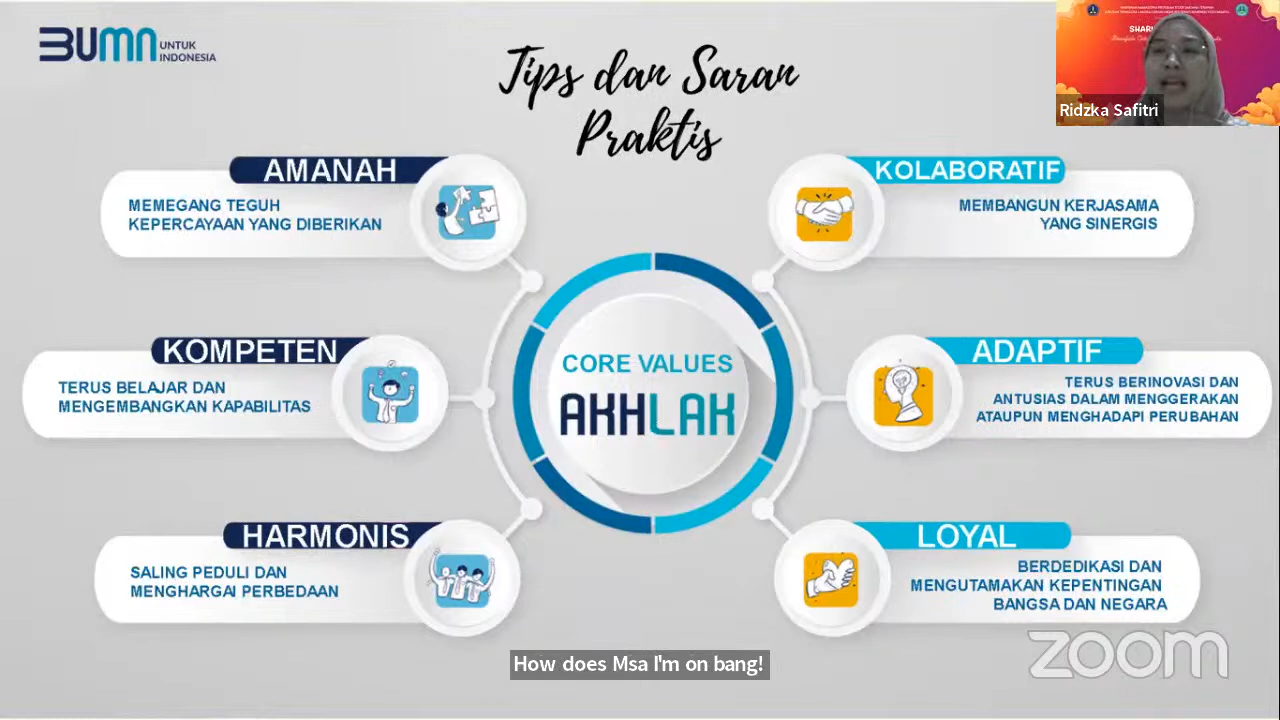 BUMN
UNTUK
INDONESIA
Tips dan Saran
Praktis
SHAR
Ridzka Safitri
AMANAH
MEMEGANG TEGUH
KEPERCAYAAN YANG DIBERIKAN
KOLABORATIF
MEMBANGUN KERJASAMA
YANG SINERGIS
KOMPETEN
TERUS BELAJAR DAN
MENGEMBANGKAN KAPABILITAS
CORE VALUES
AKHLAK
ADAPTIF
TERUS BERINOVASI DAN
ANTUSIAS DALAM MENGGERAKAN
ATAUPUN MENGHADAPI PERUBAHAN
HARMONIS
SALING PEDULI DAN
MENGHARGAI PERBEDAAN
LOYAL
BERDEDIKASI DAN
MENGUTAMAKAN KEPENTINGAN
BANGSA DAN NEGARA
How does Msa I'm on bang!
zoom